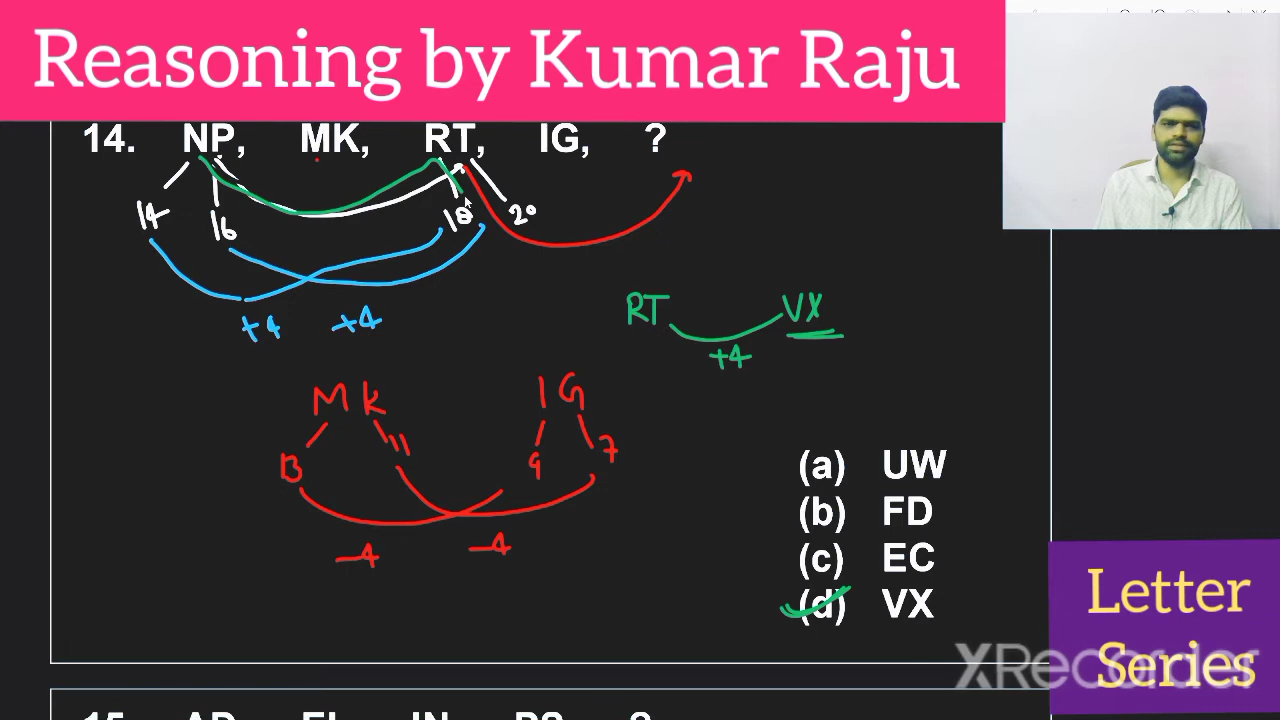 Reasoning by Kumar Raju
14. NP, MK, RT, IG, ?
14 16 18 20
+4 +4
RT VX
+4
MK IG
13 11 9 7
-4 -4
(a) UW
(b) FD
(c) EC
(d) VX
Letter
Series
XRecorder